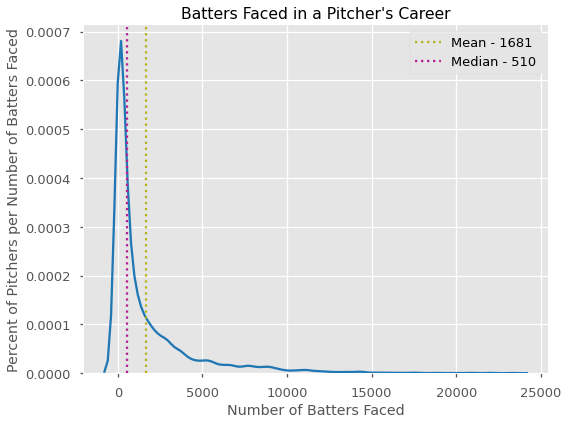 Batters Faced in a Pitcher's Career
Mean - 1681
Median - 510
Percent of Pitchers per Number of Batters Faced
0.0007
0.0006
0.0005
0.0004
0.0003
0.0002
0.0001
0.0000
0 5000 10000 15000 20000 25000
Number of Batters Faced